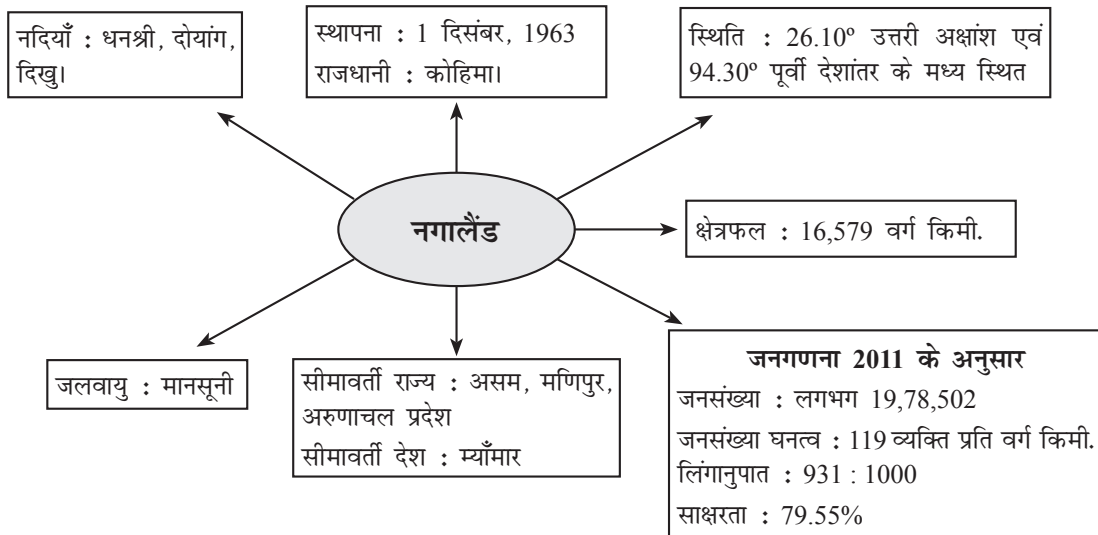 नदियाँ : धनश्री, दोयांग,
दिखु।
स्थापना : 1 दिसंबर, 1963
राजधानी : कोहिमा।
स्थिति : 26.10º उत्तरी अक्षांश एवं
94.30º पूर्वी देशांतर के मध्य स्थित
नगालैंड
क्षेत्रफल : 16,579 वर्ग किमी.
जलवायु : मानसूनी
सीमावर्ती राज्य : असम, मणिपुर,
अरुणाचल प्रदेश
सीमावर्ती देश : म्याँमार
जनगणना 2011 के अनुसार
जनसंख्या : लगभग 19,78,502
जनसंख्या घनत्व : 119 व्यक्ति प्रति वर्ग किमी.
लिंगानुपात : 931 : 1000
साक्षरता : 79.55%